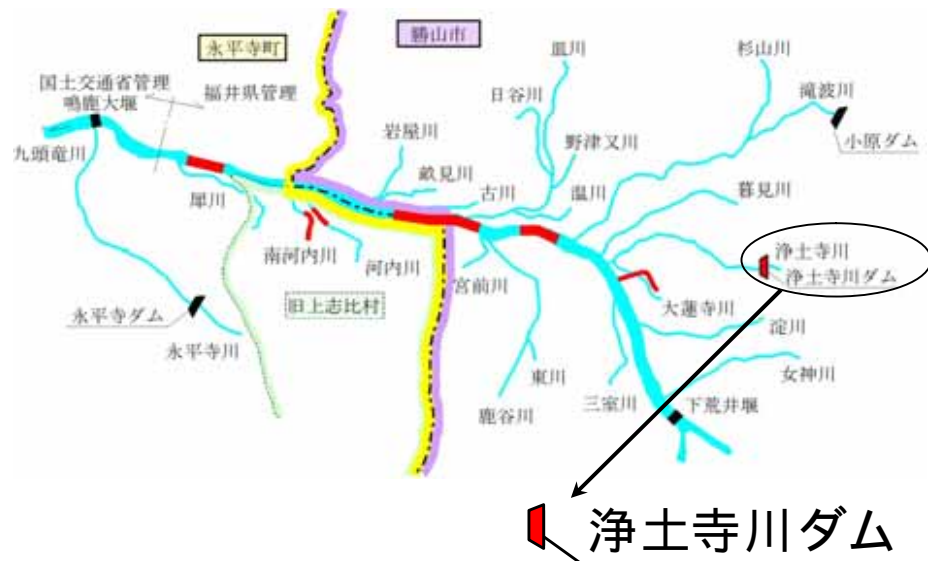 永平寺町
勝山市
国土交通省管理
鳴鹿大堰
福井県管理
九頭竜川
犀川
南河内川
河内川
旧上志比村
永平寺ダム
永平寺川
岩屋川
畝見川
古川
皿川
日谷川
野津又川
温川
杉山川
滝波川
小原ダム
暮見川
浄土寺川
浄土寺川ダム
大蓮寺川
淀川
女神川
下荒井堰
三室川
宮前川
東川
鹿谷川
浄土寺川ダム